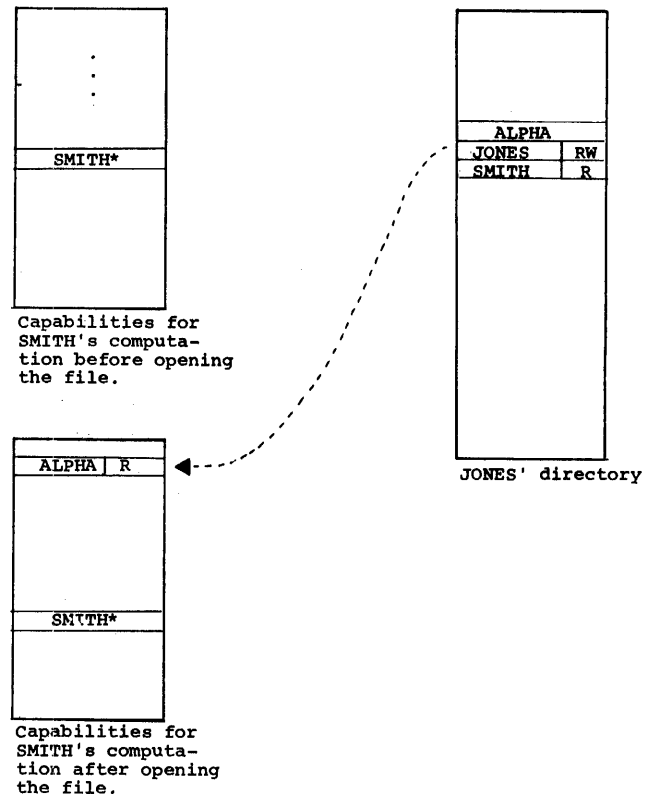 SMITH*
Capabilities for
SMITH's computa-
tion before opening
the file.
ALPHA
JONES RW
SMITH R
JONES' directory
ALPHA R
SMITH*
Capabilities for
SMITH's computa-
tion after opening
the file.